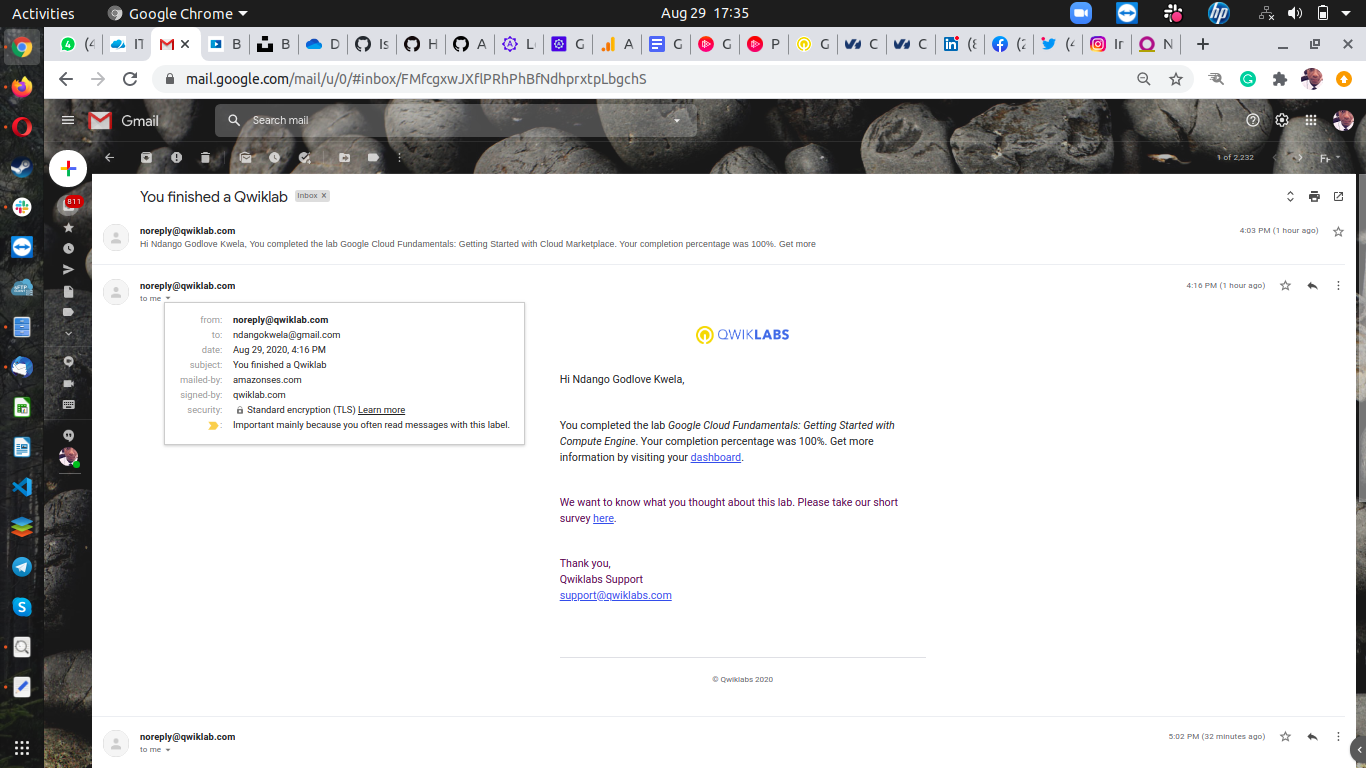 Activities
Google Chrome
Aug 29 17:35
4 (4
IT
M
B
B
D
Is
H
A
L
G
A
G
G
P
G
C
C
(8
(2
(4
In
N
mail.google.com/mail/u/0/#inbox/FMfcgxwJXflPRhPhBfNdhprxtpLbgchS
Gmail
Search mail
1 of 2,232
811
You finished a Qwiklab
Inbox x
noreply@qwiklab.com
4:03 PM (1 hour ago)
Hi Ndango Godlove Kwela, You completed the lab Google Cloud Fundamentals: Getting Started with Cloud Marketplace. Your completion percentage was 100%. Get more
noreply@qwiklab.com
4:16 PM (1 hour ago)
to me
from: noreply@qwiklab.com
to: ndangokwela@gmail.com
date: Aug 29, 2020, 4:16 PM
subject: You finished a Qwiklab
mailed-by: amazonses.com
signed-by: qwiklab.com
security: Standard encryption (TLS) Learn more
: Important mainly because you often read messages with this label.
QWIKLABS
Hi Ndango Godlove Kwela,
You completed the lab Google Cloud Fundamentals: Getting Started with
Compute Engine. Your completion percentage was 100%. Get more
information by visiting your dashboard.
We want to know what you thought about this lab. Please take our short
survey here.
Thank you,
Qwiklabs Support
support@qwiklabs.com
© Qwiklabs 2020
noreply@qwiklab.com
5:02 PM (32 minutes ago)
to me